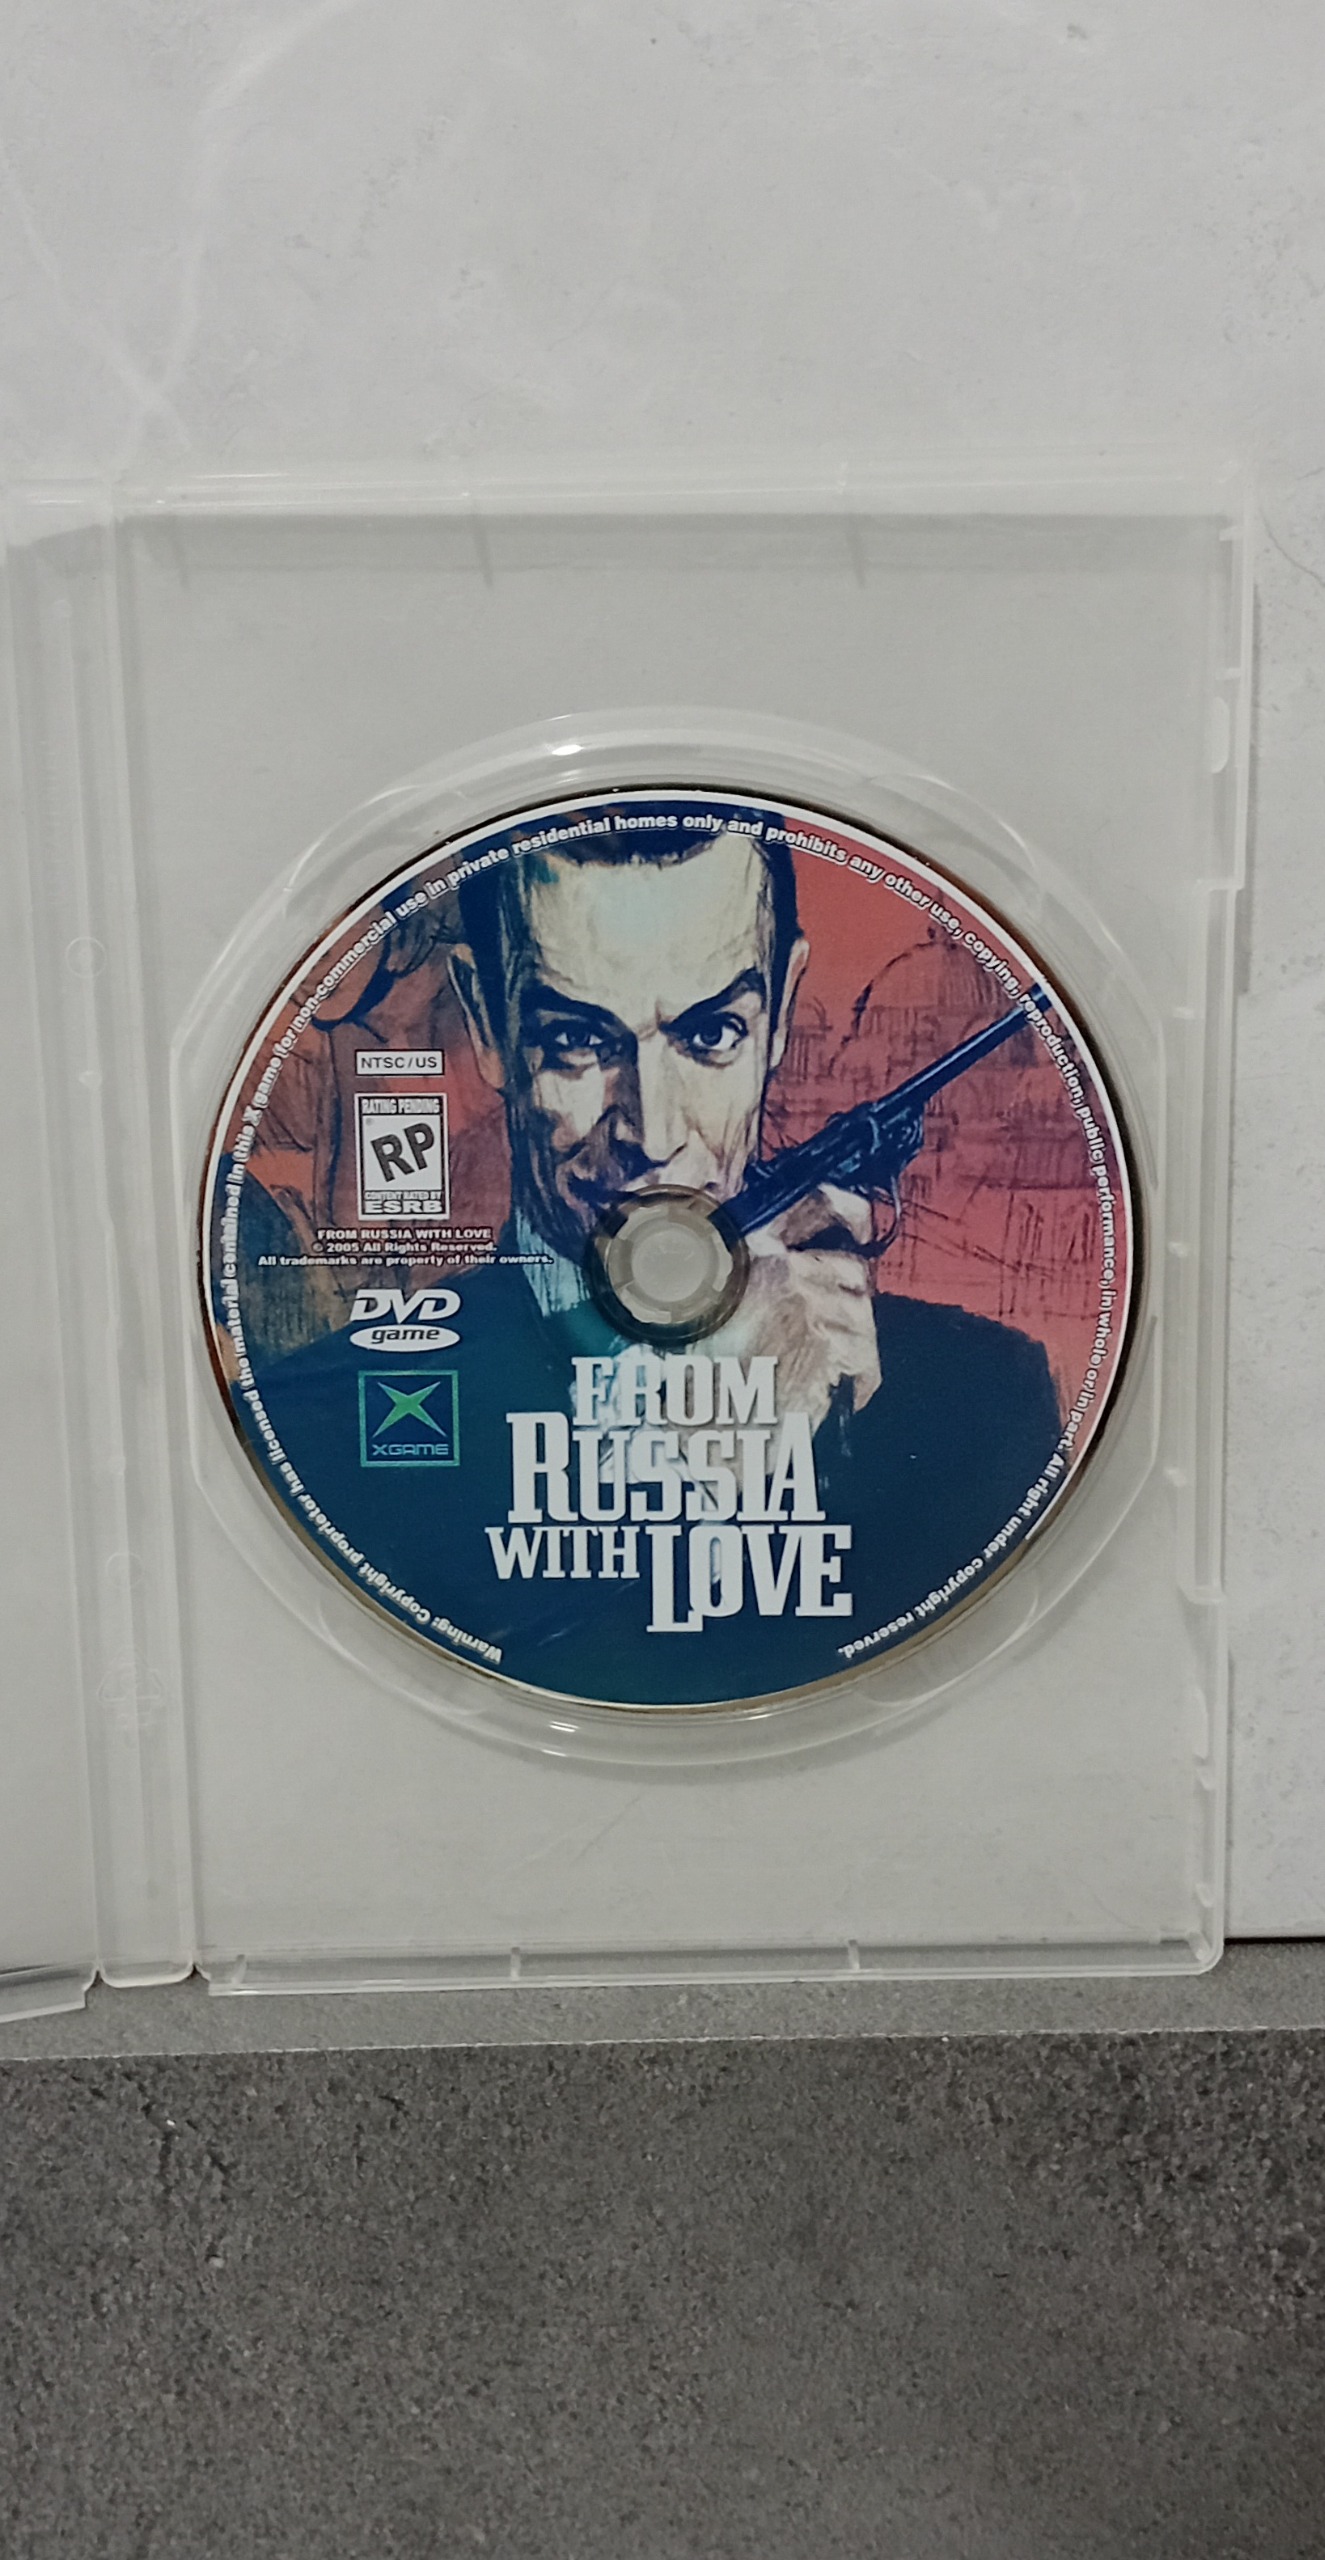 Warning: Copyright proprietor has licensed the material contained in this X game for non-commercial use in private residential homes only and prohibits any other use, copying, reproduction, public performance, in whole or in part. All right under copyright reserved.
NTSC/US
RATING PENDING
RP
CONTENT RATED BY
ESRB
FROM RUSSIA WITH LOVE
© 2005 All Rights Reserved.
All trademarks are property of their owners.
DVD
game
XGAME
FROM
RUSSIA
WITH LOVE